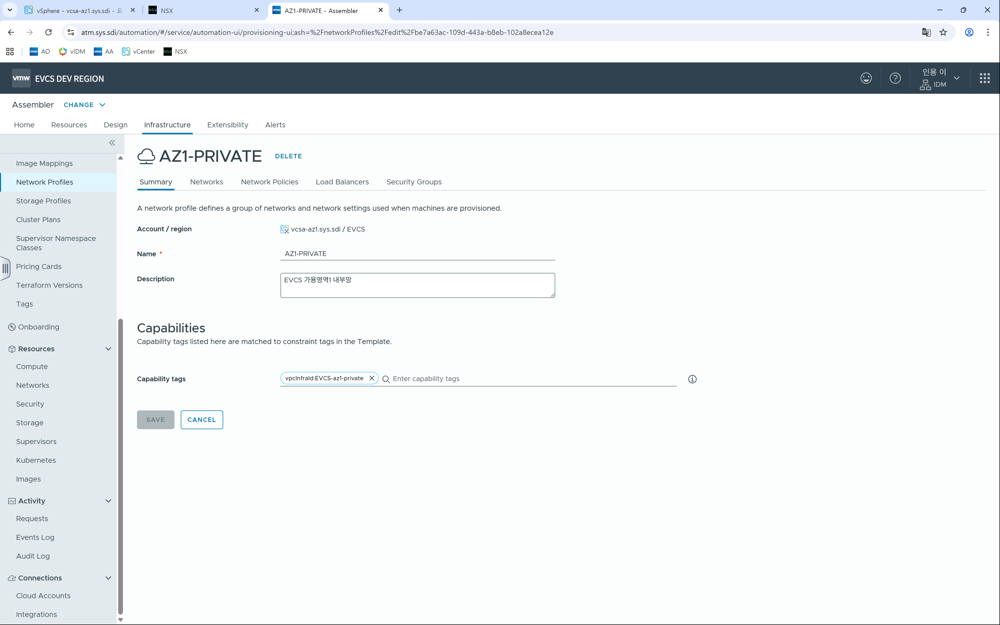 vSphere - vcsa-az1.sys.sdi - 요
NSX NSX
vmw AZ1-PRIVATE - Assembler
atm.sys.sdi/automation/#/service/automation-ui/provisioning-ui;ash=%2FnetworkProfiles%2Fedit%2Fbe7a63ac-109d-443a-b8eb-102a8ecea12e
vmw AO
vIDM
vmw AA
vCenter
NSX NSX
vmw EVCS DEV REGION
인용 이
IDM
Assembler CHANGE
Home Resources Design Infrastructure Extensibility Alerts
Image Mappings
Network Profiles
Storage Profiles
Cluster Plans
Supervisor Namespace
Classes
Pricing Cards
Terraform Versions
Tags
Onboarding
Resources
Compute
Networks
Security
Storage
Supervisors
Kubernetes
Images
Activity
Requests
Events Log
Audit Log
Connections
Cloud Accounts
Integrations
AZ1-PRIVATE DELETE
Summary Networks Network Policies Load Balancers Security Groups
A network profile defines a group of networks and network settings used when machines are provisioned.
Account / region vcsa-az1.sys.sdi / EVCS
Name * AZ1-PRIVATE
Description EVCS 가용영역1 내부망
Capabilities
Capability tags listed here are matched to constraint tags in the Template.
Capability tags vpcInfraId:EVCS-az1-private Enter capability tags
SAVE CANCEL